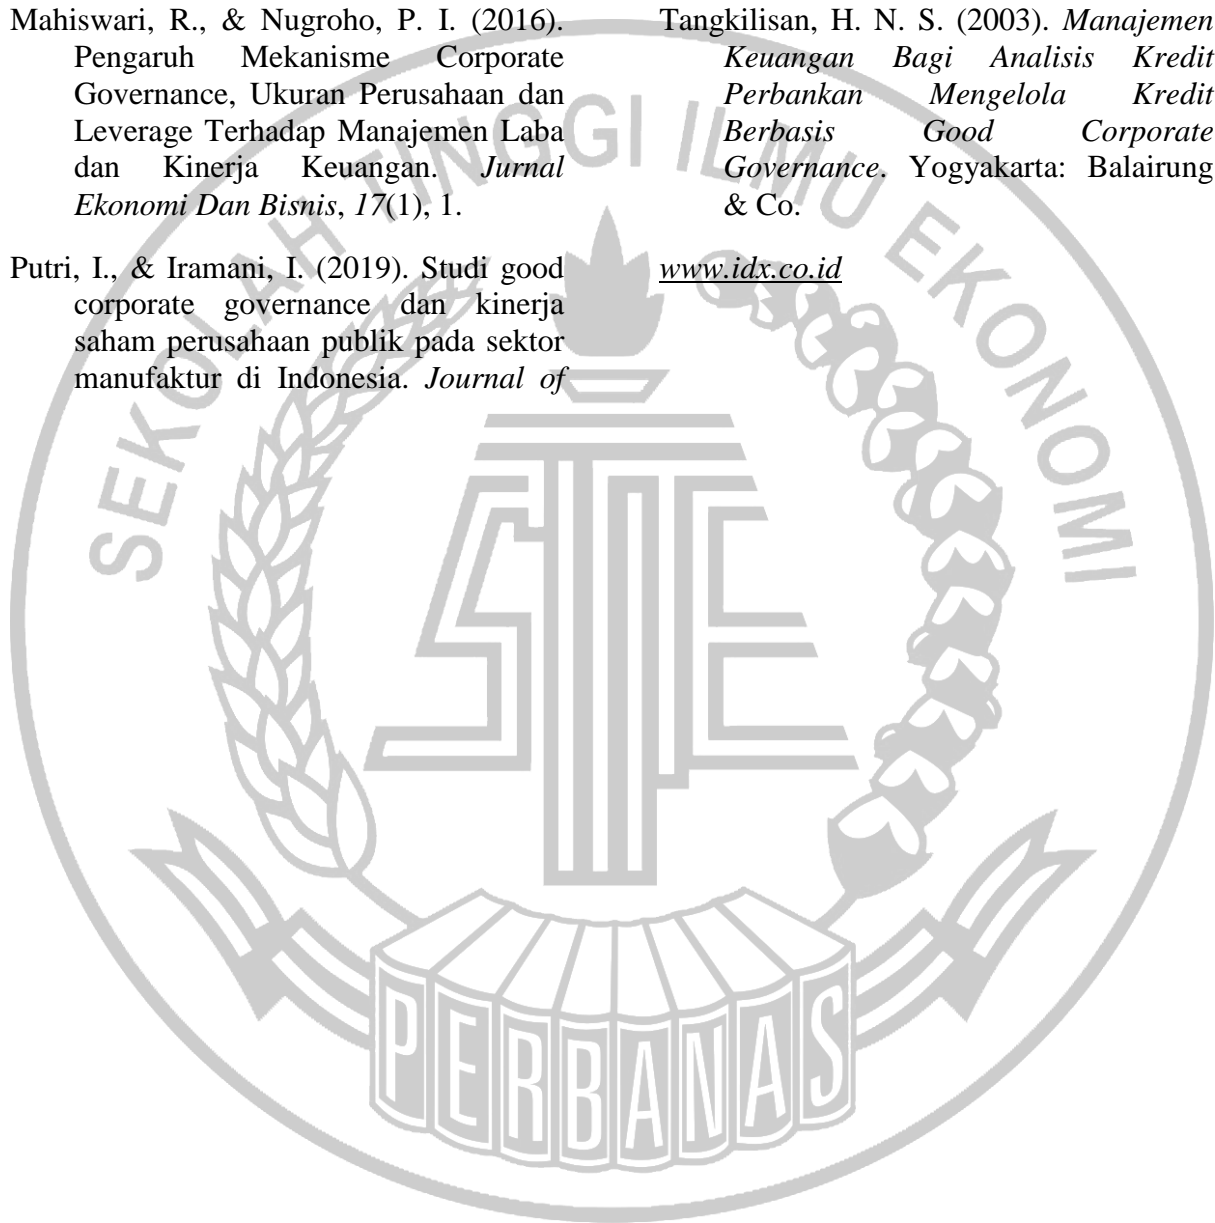 Mahiswari, R., & Nugroho, P. I. (2016).
Pengaruh Mekanisme Corporate
Governance, Ukuran Perusahaan dan
Leverage Terhadap Manajemen Laba
dan Kinerja Keuangan. Jurnal
Ekonomi Dan Bisnis, 17(1), 1.
Putri, I., & Iramani, I. (2019). Studi good
corporate governance dan kinerja
saham perusahaan publik pada sektor
manufaktur di Indonesia. Journal of
Tangkilisan, H. N. S. (2003). Manajemen
Keuangan Bagi Analisis Kredit
Perbankan Mengelola Kredit
Berbasis Good Corporate
Governance. Yogyakarta: Balairung
& Co.
www.idx.co.id
SEKOLAH TINGGI ILMU EKONOMI
STIE
PERBANAS